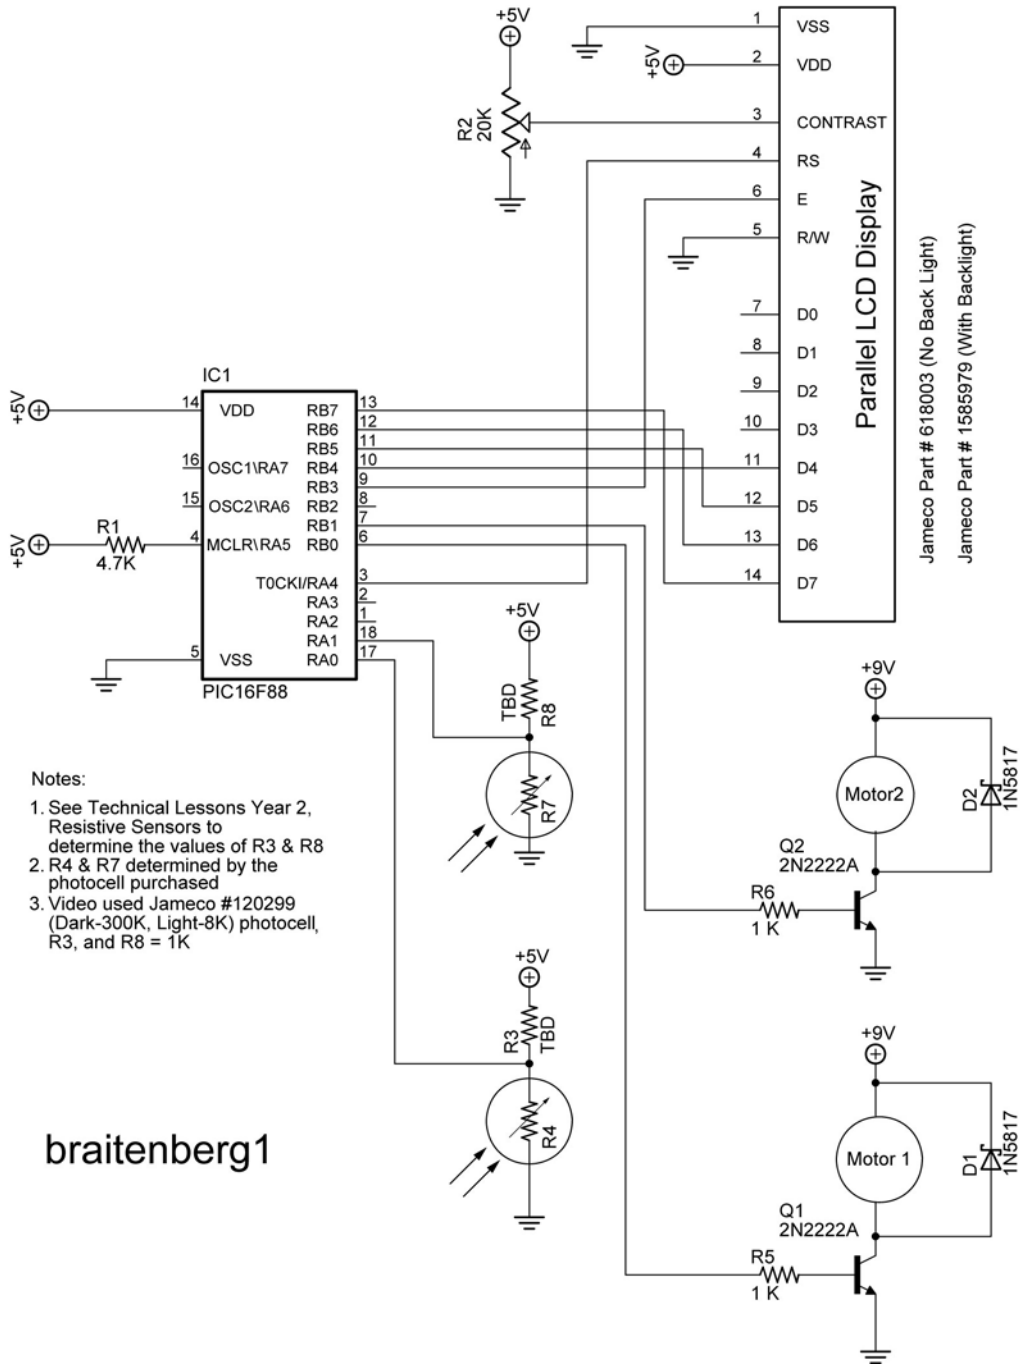 +5V
R2
20K
+5V
1
VSS
2
VDD
3
CONTRAST
4
RS
6
E
5
R/W
7
D0
8
D1
9
D2
10
D3
11
D4
12
D5
13
D6
14
D7
Parallel LCD Display
Jameco Part # 618003 (No Back Light)
Jameco Part # 1585979 (With Backlight)
IC1
+5V
14
VDD
16
OSC1\RA7
15
OSC2\RA6
+5V
R1
4.7K
4
MCLR\RA5
5
VSS
RB7
13
RB6
12
RB5
11
RB4
10
RB3
9
RB2
8
RB1
7
RB0
6
T0CKI/RA4
3
RA3
2
RA2
1
RA1
18
RA0
17
PIC16F88
+5V
TBD
R8
R7
+9V
Motor2
D2
1N5817
Q2
2N2222A
R6
1 K
Notes:
1. See Technical Lessons Year 2,
Resistive Sensors to
determine the values of R3 & R8
2. R4 & R7 determined by the
photocell purchased
3. Video used Jameco #120299
(Dark-300K, Light-8K) photocell,
R3, and R8 = 1K
+5V
R3
TBD
R4
+9V
Motor 1
D1
1N5817
Q1
2N2222A
R5
1 K
braitenberg1